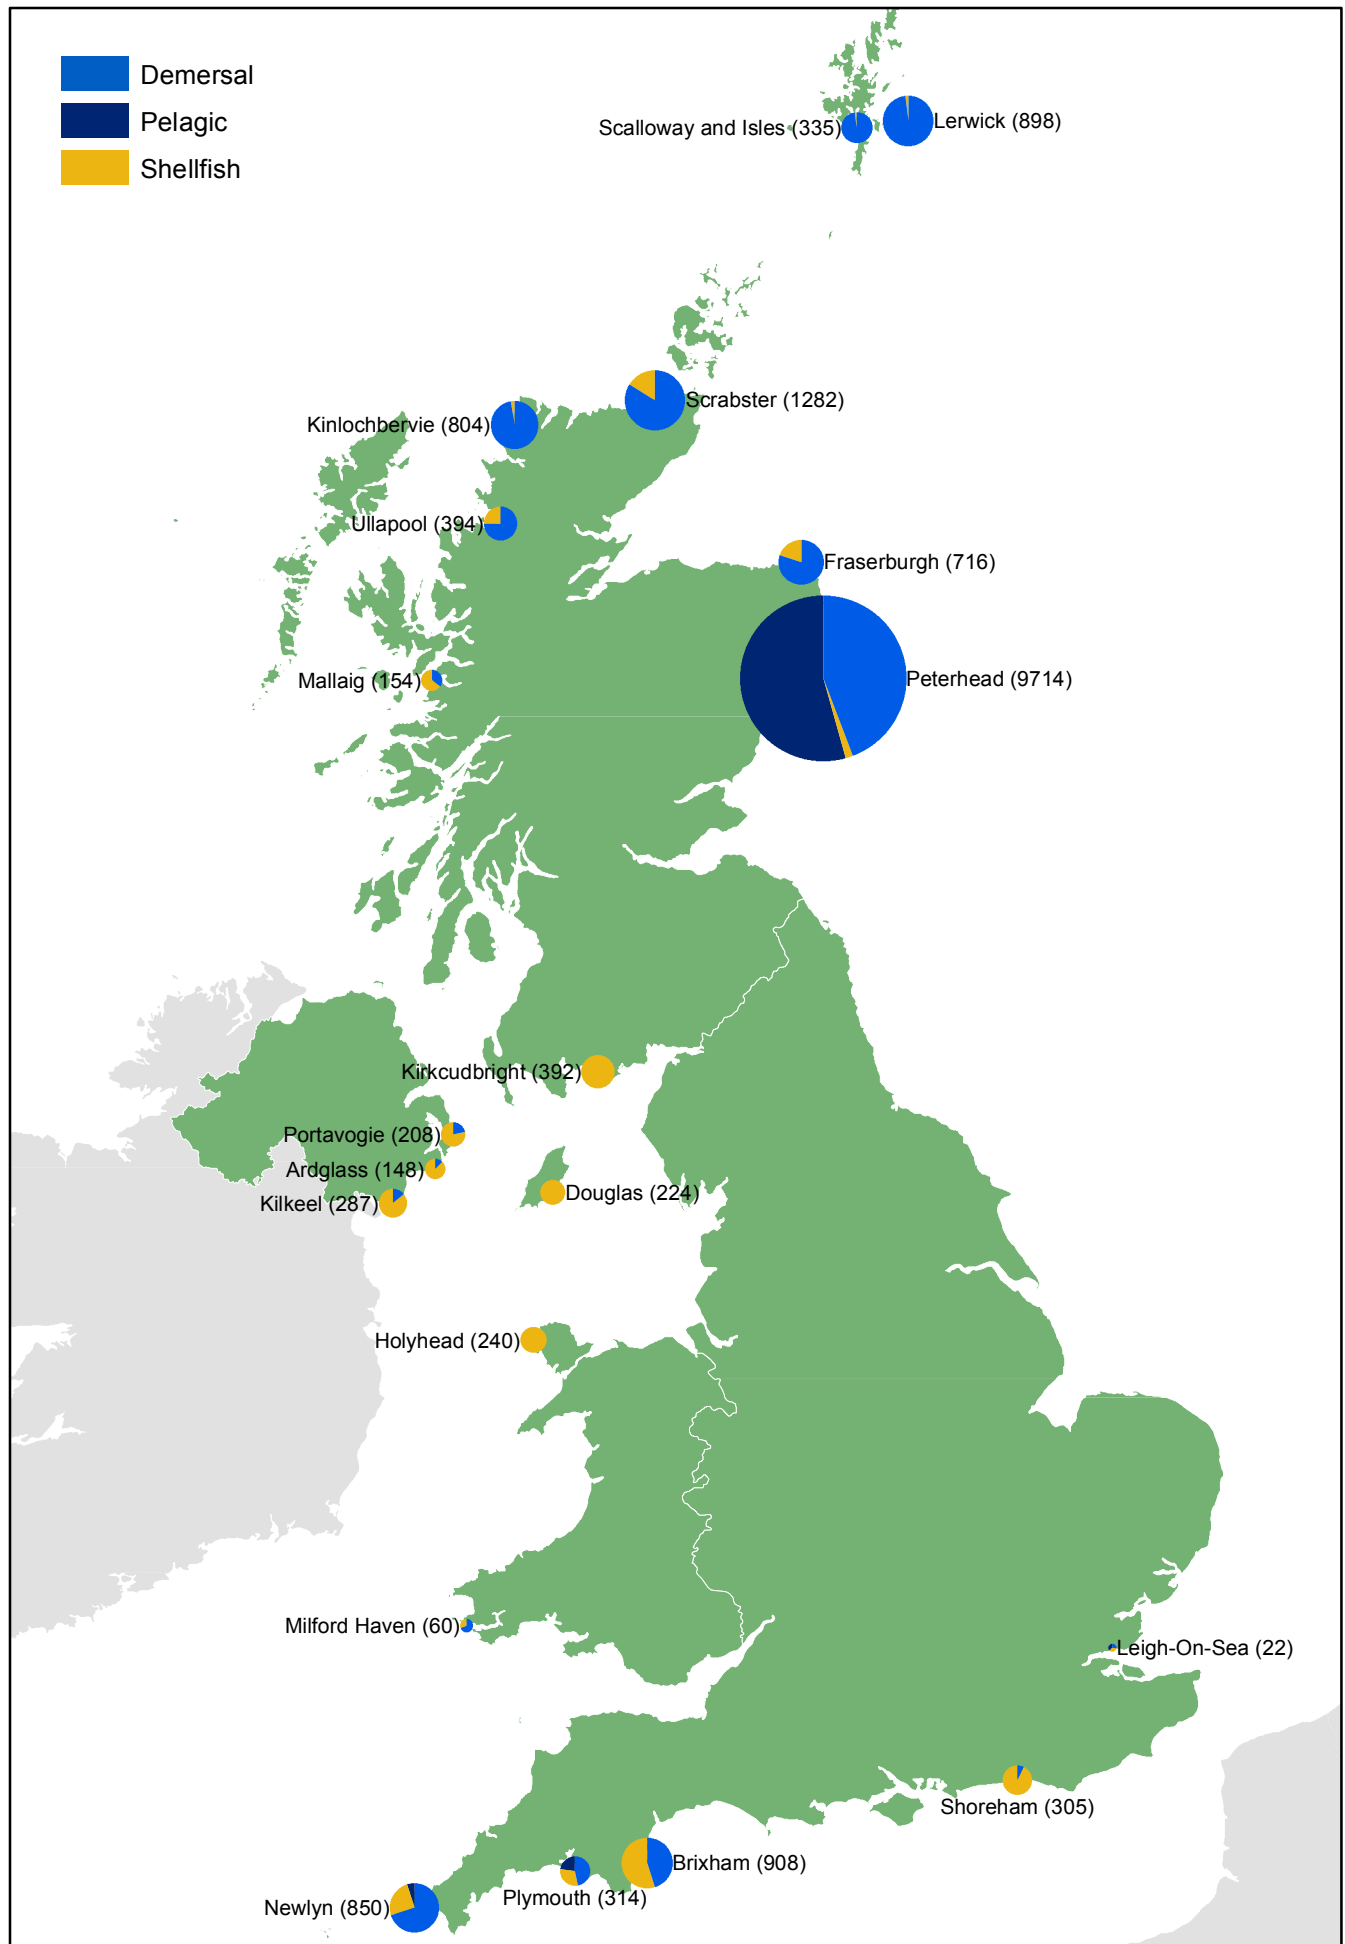 Demersal
Pelagic
Shellfish
Scalloway and Isles (335)
Lerwick (898)
Scrabster (1282)
Kinlochbervie (804)
Ullapool (394)
Fraserburgh (716)
Mallaig (154)
Peterhead (9714)
Kirkcudbright (392)
Portavogie (208)
Ardglass (148)
Douglas (224)
Kilkeel (287)
Holyhead (240)
Milford Haven (60)
Leigh-On-Sea (22)
Shoreham (305)
Brixham (908)
Plymouth (314)
Newlyn (850)